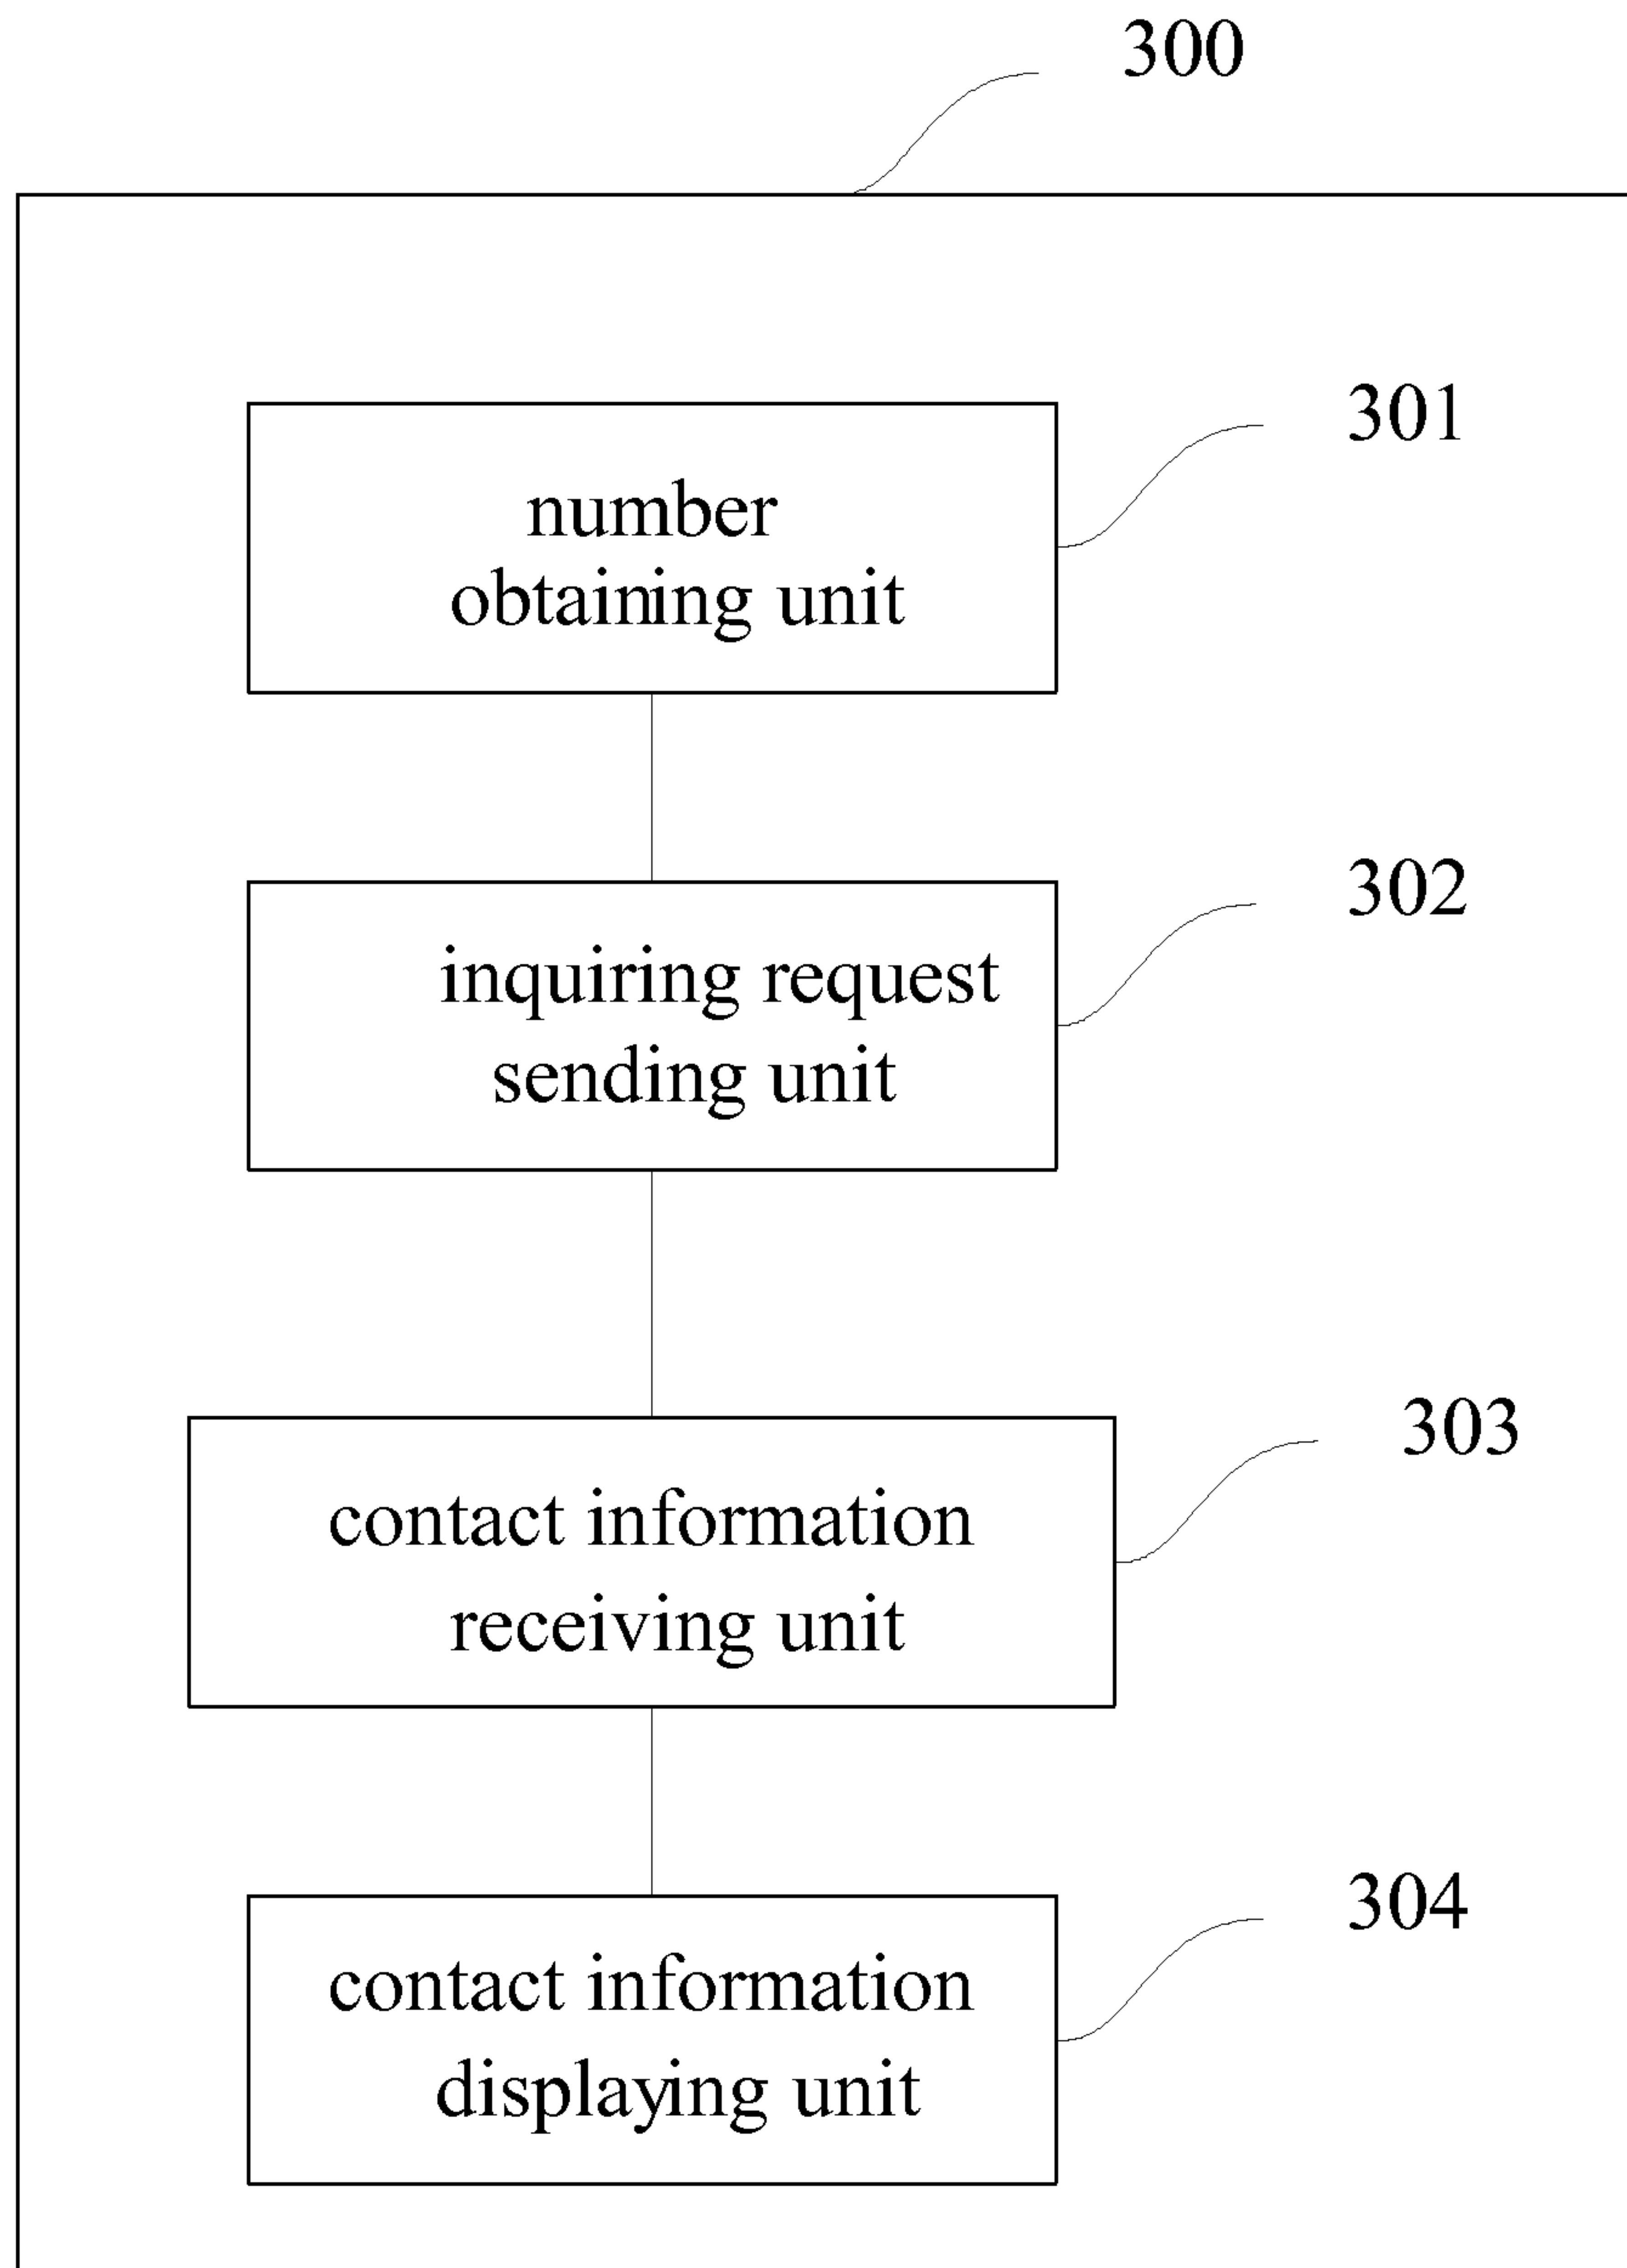 300
301
number
obtaining unit
302
inquiring request
sending unit
303
contact information
receiving unit
304
contact information
displaying unit